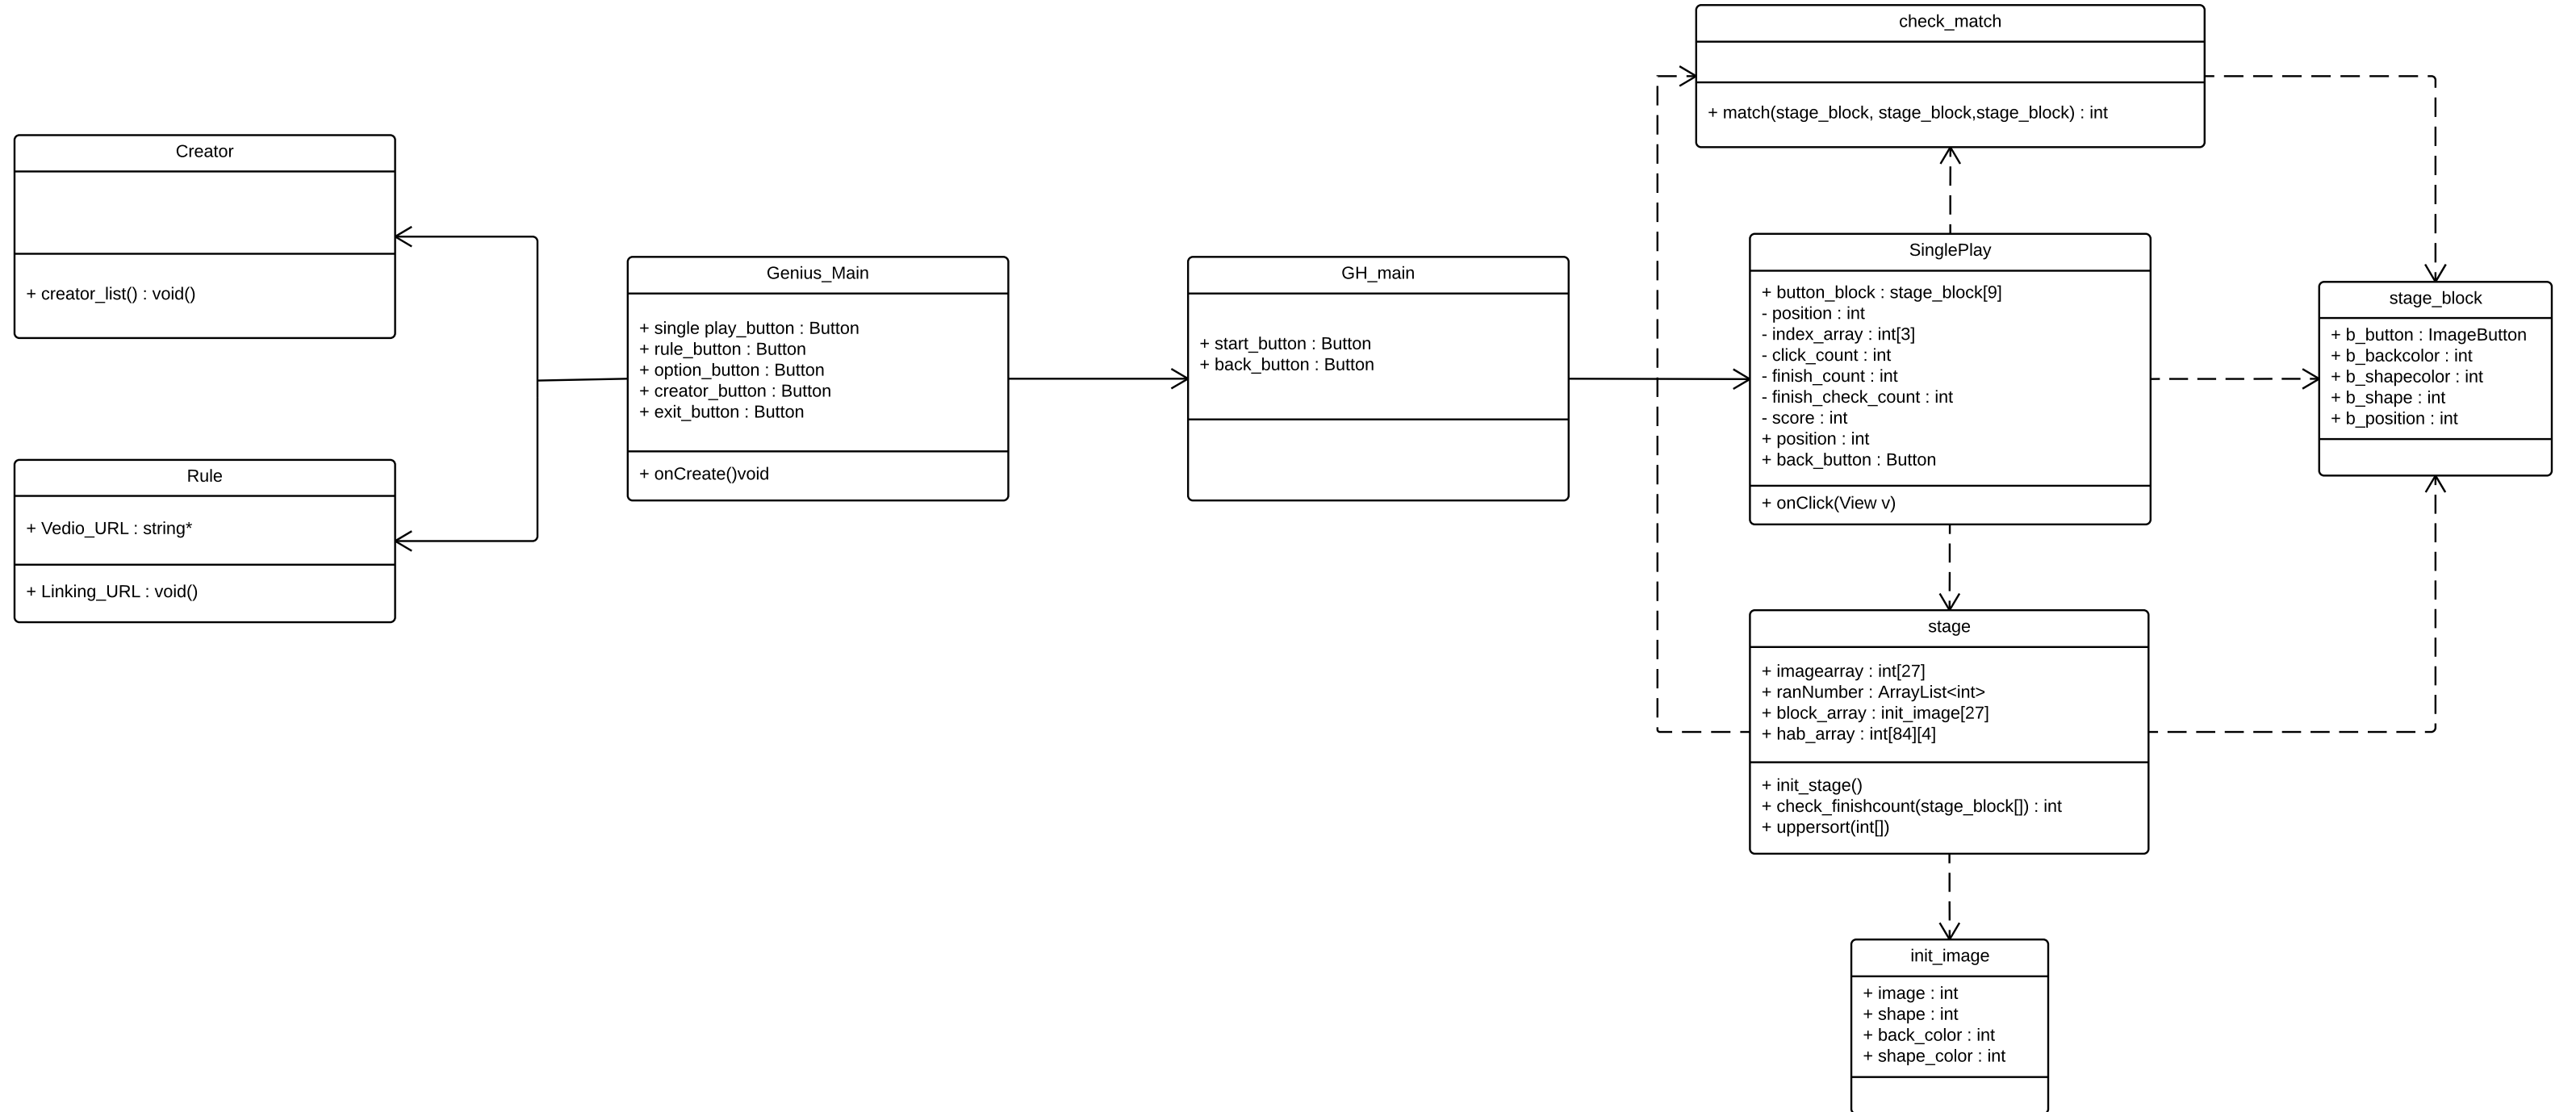 check_match
+ match(stage_block, stage_block,stage_block) : int
Creator
+ creator_list() : void()
Rule
+ Vedio_URL : string*
+ Linking_URL : void()
Genius_Main
+ single play_button : Button
+ rule_button : Button
+ option_button : Button
+ creator_button : Button
+ exit_button : Button
+ onCreate()void
GH_main
+ start_button : Button
+ back_button : Button
SinglePlay
+ button_block : stage_block[9]
- position : int
- index_array : int[3]
- click_count : int
- finish_count : int
- finish_check_count : int
- score : int
+ position : int
+ back_button : Button
+ onClick(View v)
stage_block
+ b_button : ImageButton
+ b_backcolor : int
+ b_shapecolor : int
+ b_shape : int
+ b_position : int
stage
+ imagearray : int[27]
+ ranNumber : ArrayList<int>
+ block_array : init_image[27]
+ hab_array : int[84][4]
+ init_stage()
+ check_finishcount(stage_block[]) : int
+ uppersort(int[])
init_image
+ image : int
+ shape : int
+ back_color : int
+ shape_color : int